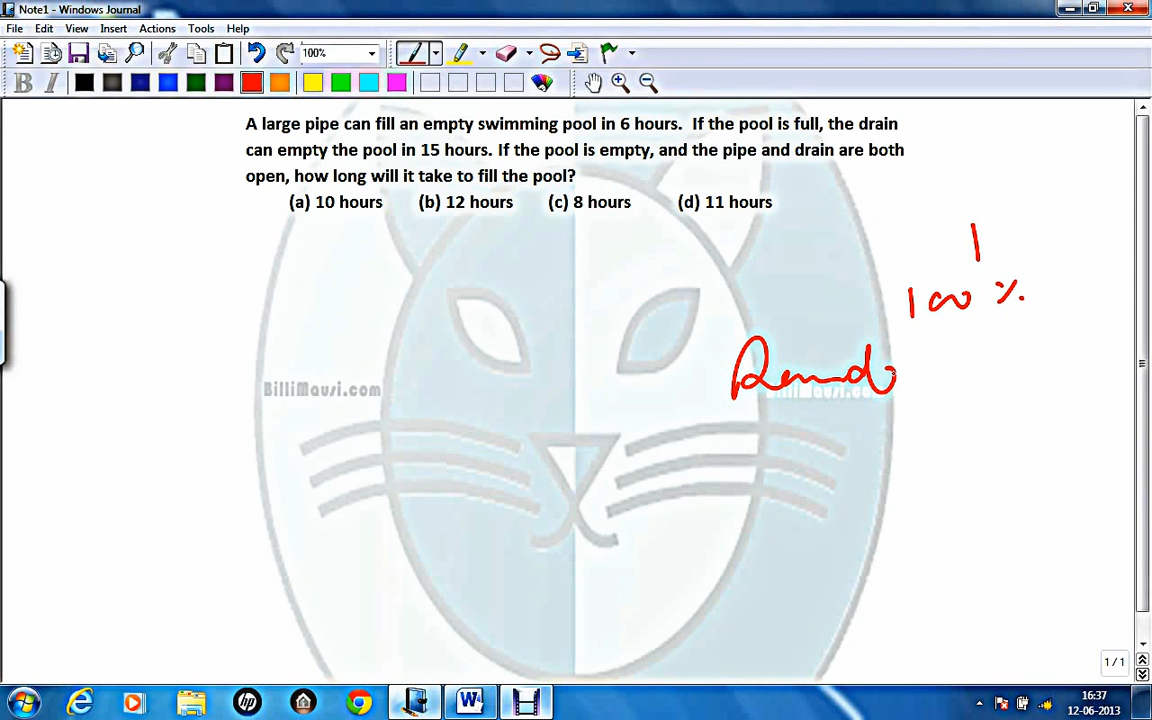 Note1 - Windows Journal
File Edit View Insert Actions Tools Help
100%
B I
A large pipe can fill an empty swimming pool in 6 hours. If the pool is full, the drain
can empty the pool in 15 hours. If the pool is empty, and the pipe and drain are both
open, how long will it take to fill the pool?
(a) 10 hours (b) 12 hours (c) 8 hours (d) 11 hours
1
100 %
BilliMausi.com
BilliMausi.com
1/1
hp
W
16:37
12-06-2013